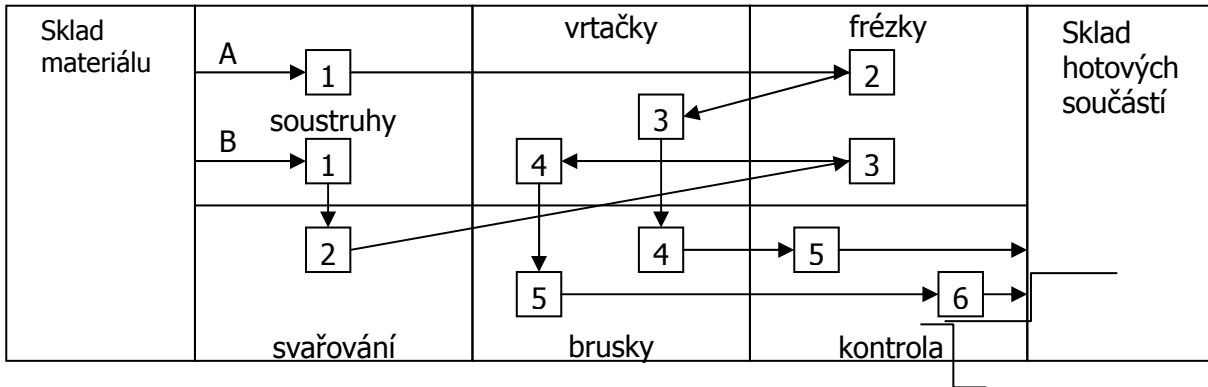 Sklad
materiálu
A
1
soustruhy
B
1
2
svařování
vrtačky
3
4
4
5
brusky
frézky
2
3
5
6
kontrola
Sklad
hotových
součástí